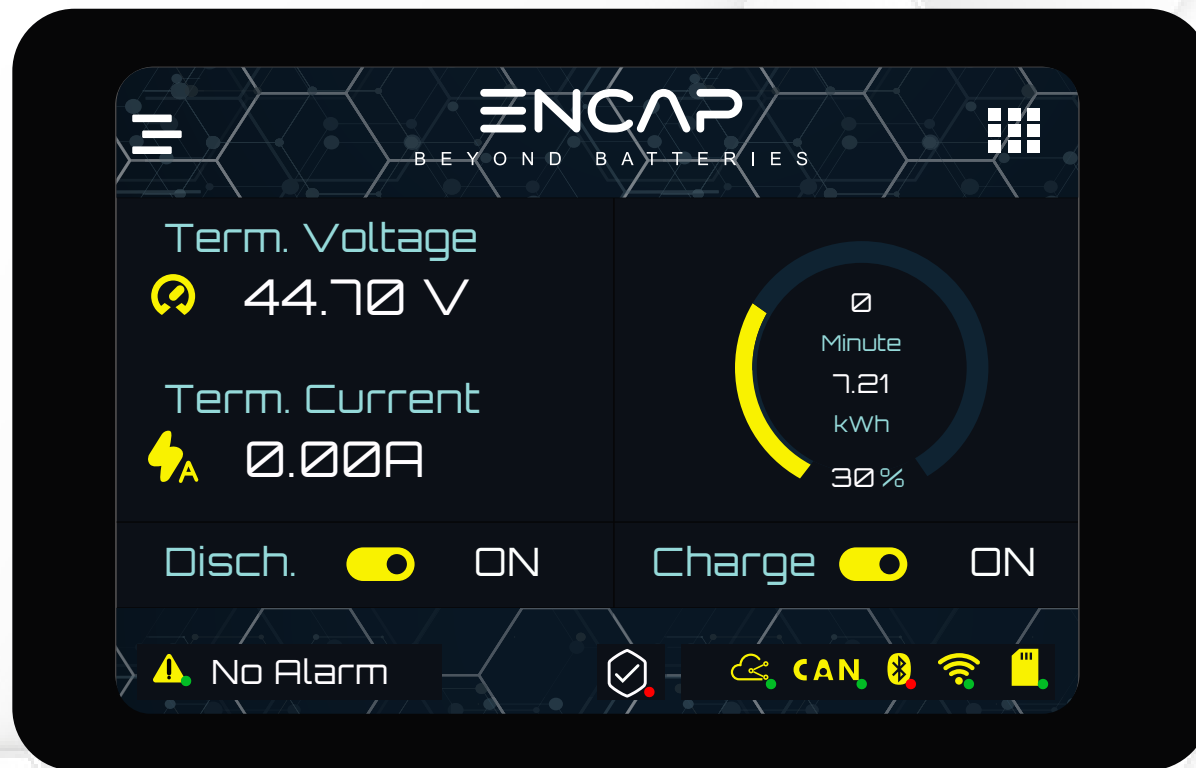 ENCAP
BEYOND BATTERIES
Term. Voltage
44.70 V
Term. Current
0.00A
0
Minute
7.21
kWh
30%
Disch. ON
Charge ON
No Alarm
CAN